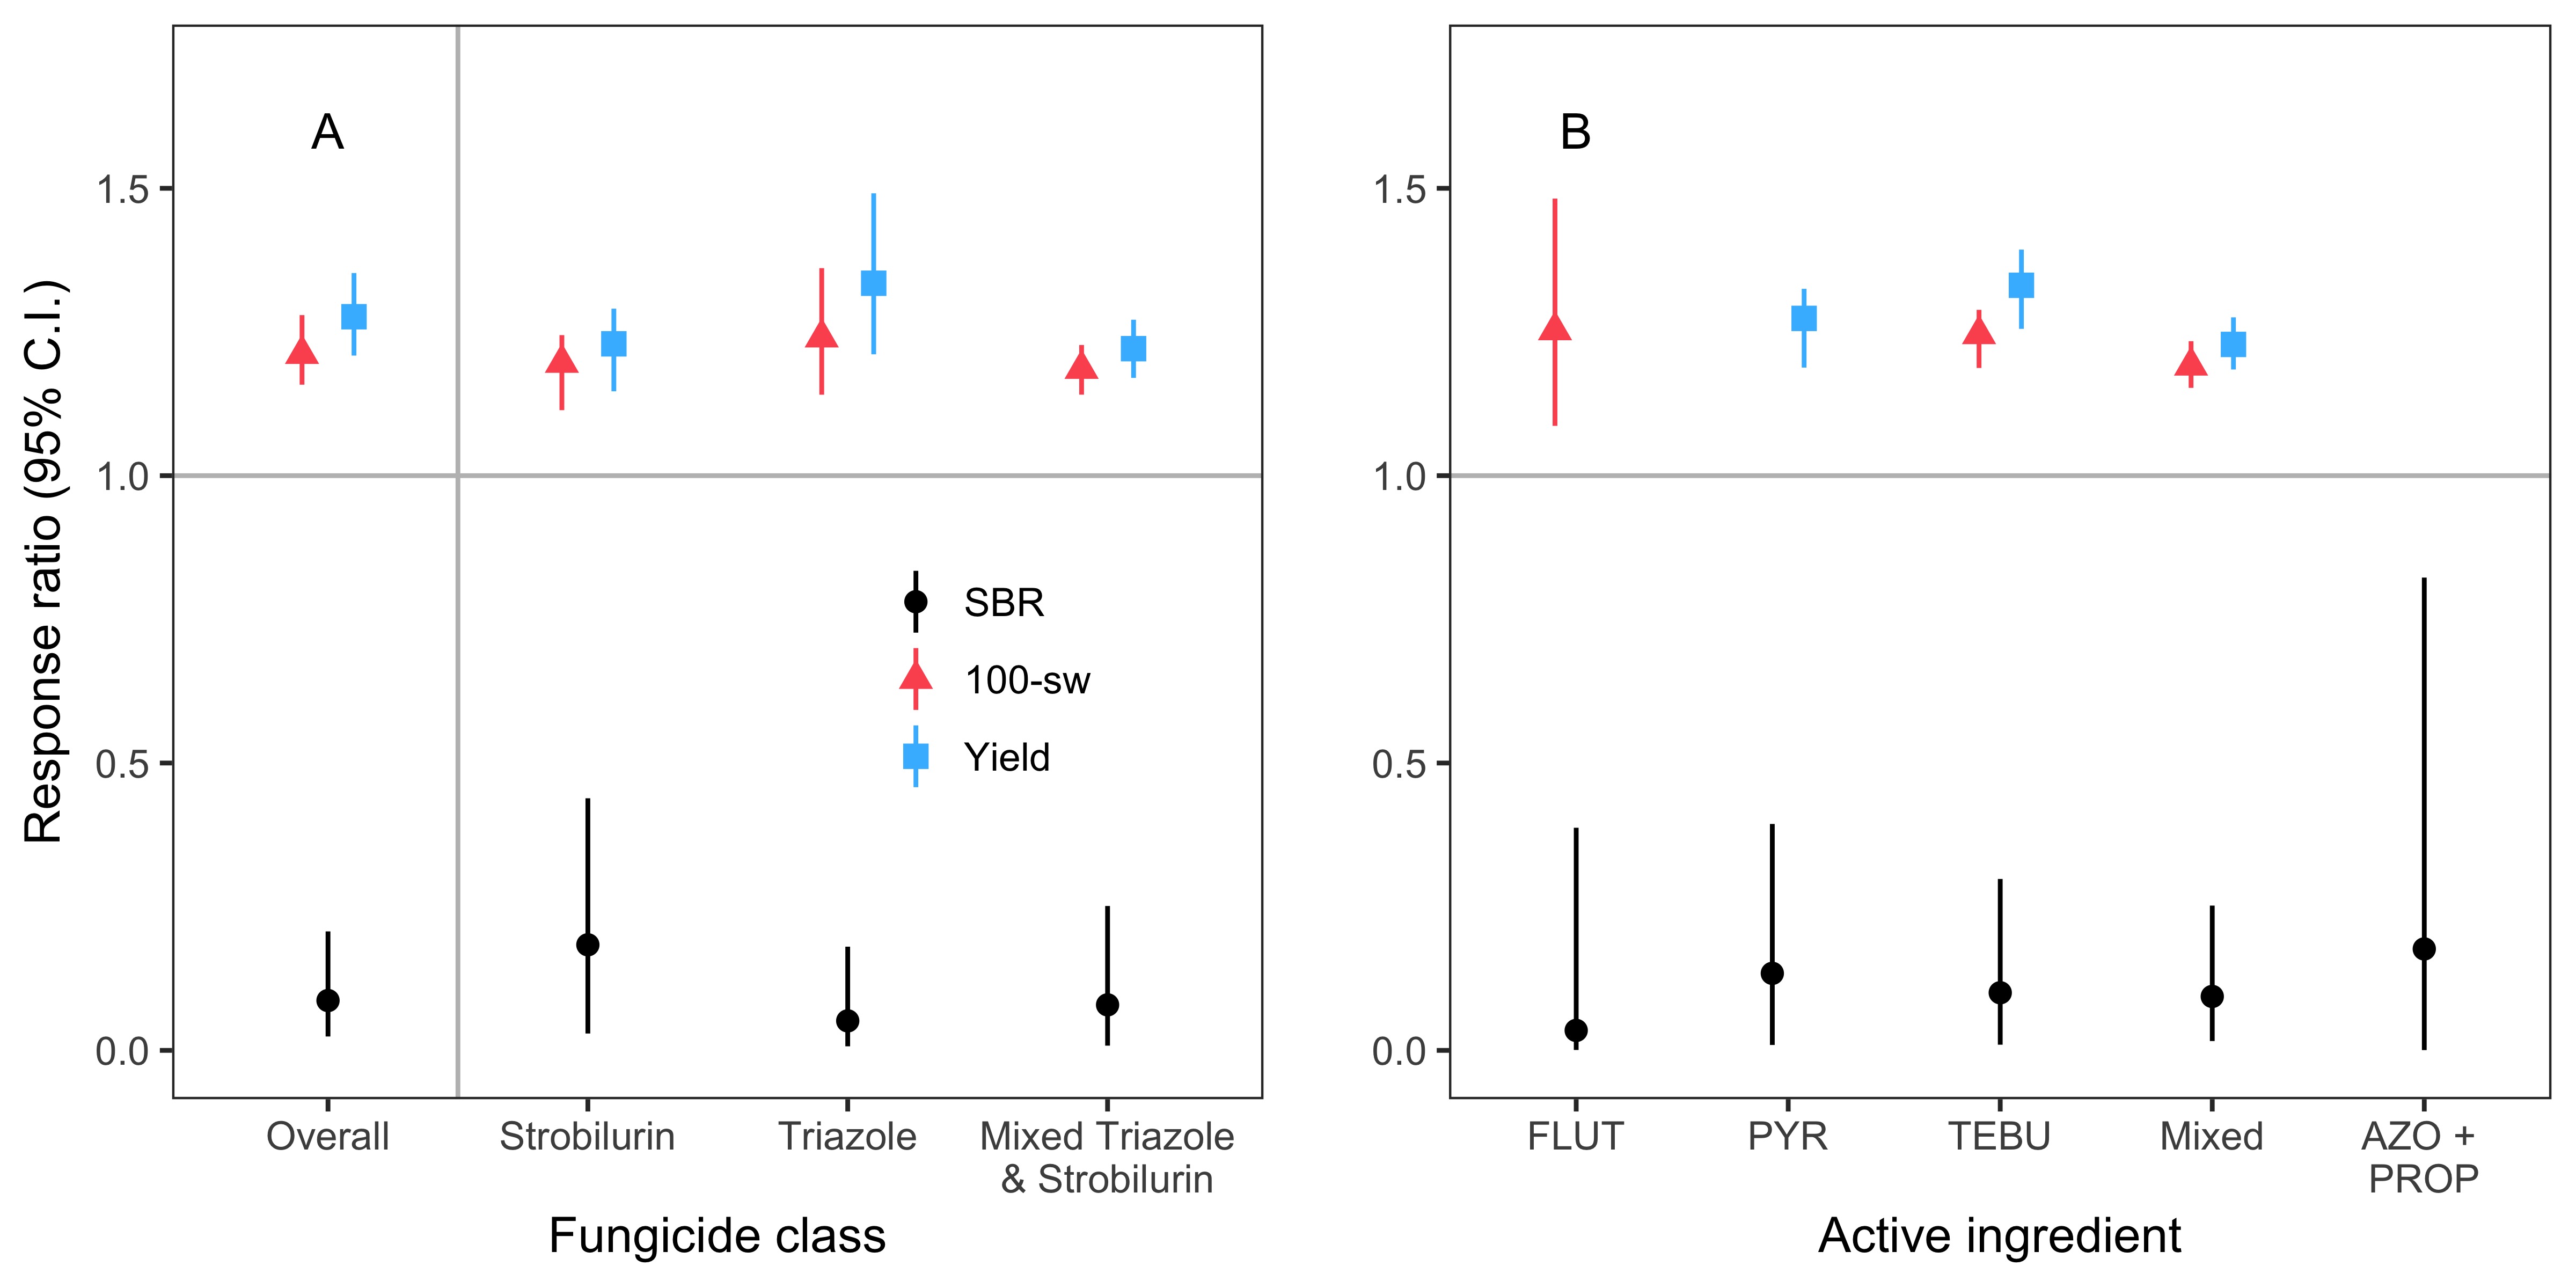 A
Response ratio (95% C.I.)
1.5
1.0
0.5
0.0
SBR
100-sw
Yield
Overall
Strobilurin
Triazole
Mixed Triazole
& Strobilurin
Fungicide class
B
1.5
1.0
0.5
0.0
FLUT
PYR
TEBU
Mixed
AZO +
PROP
Active ingredient